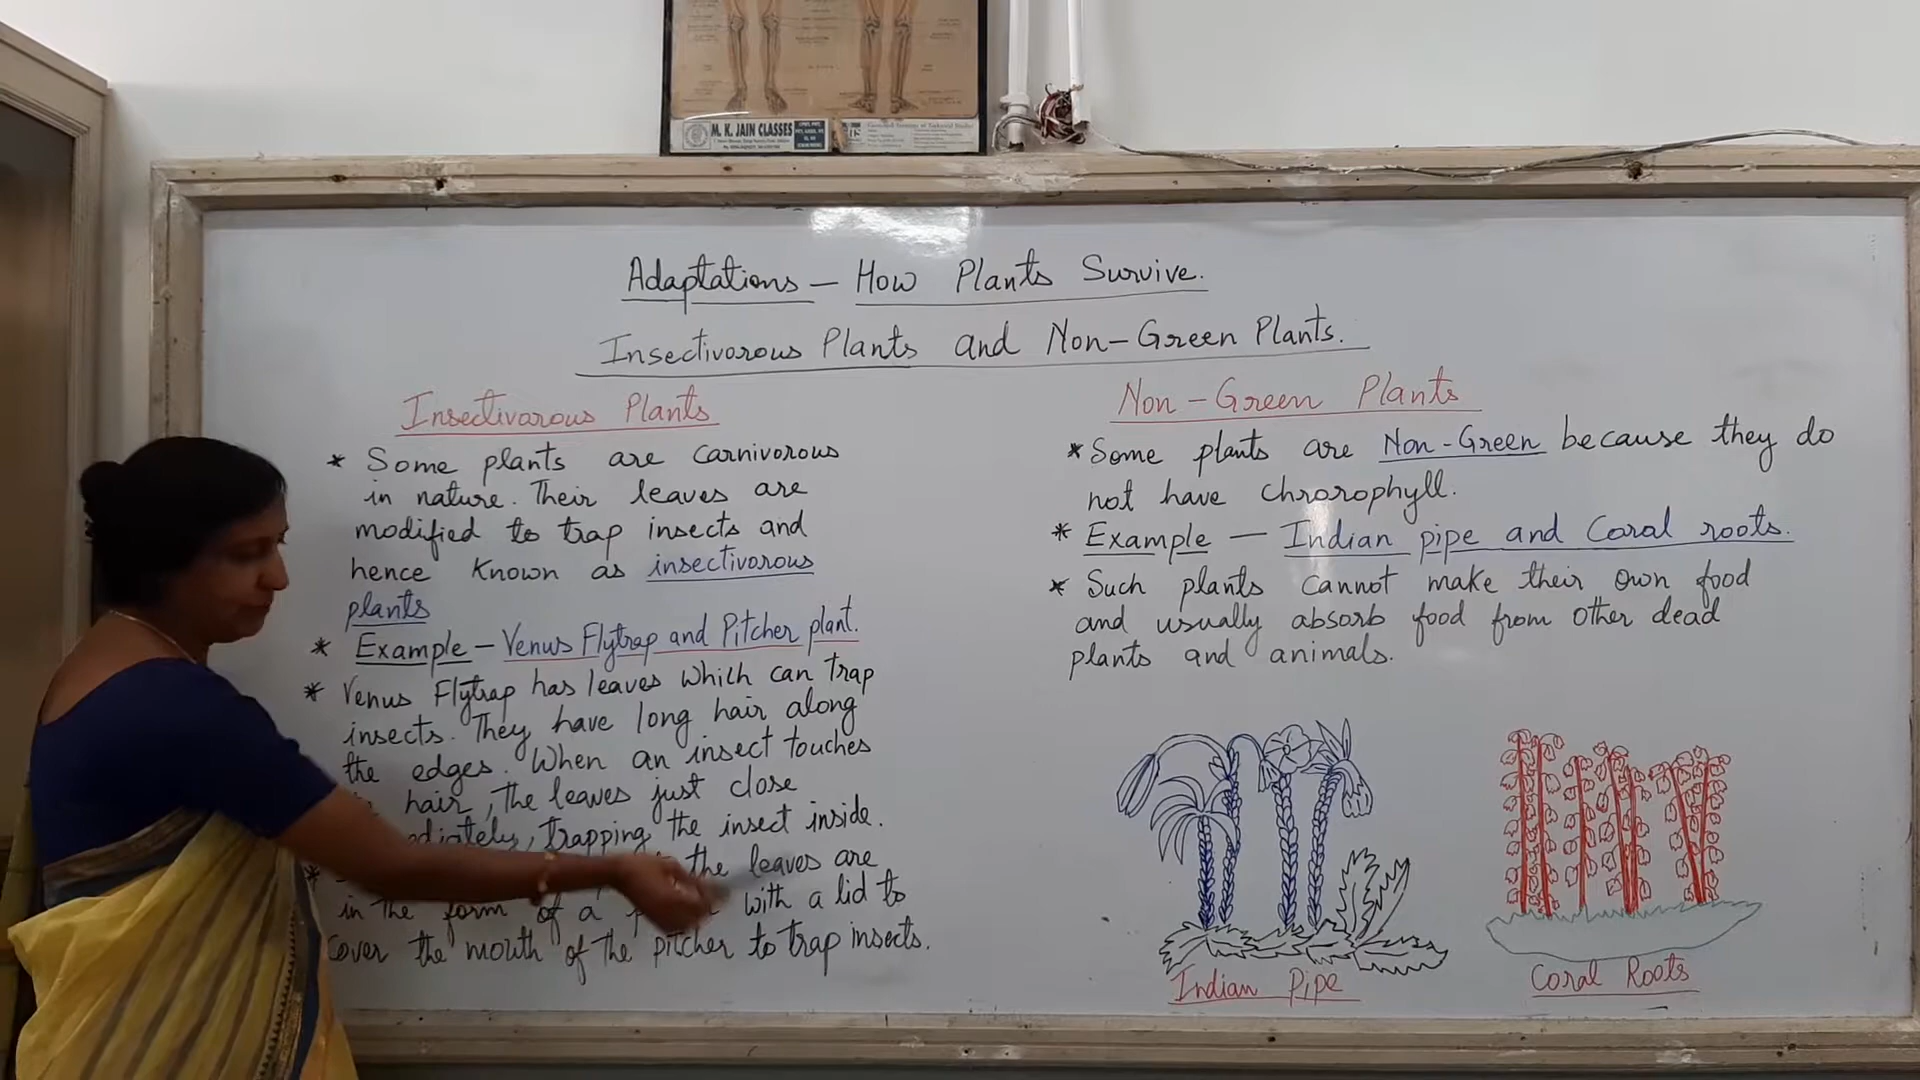 M. K. JAIN CLASSES
Adaptations – How Plants Survive.
Insectivorous Plants and Non-Green Plants.
Insectivorous Plants
* Some plants are carnivorous
in nature. Their leaves are
modified to trap insects and
hence known as insectivorous
plants
* Example – Venus Flytrap and Pitcher plant.
* Venus Flytrap has leaves which can trap
insects. They have long hair along
the edges. When an insect touches
hair, the leaves just close
trapping the insect inside.
* the leaves are
in the form of a with a lid to
cover the mouth of the pitcher to trap insects.
Non-Green Plants
* Some plants are Non-Green because they do
not have chrorophyll.
* Example – Indian pipe and Coral roots.
* Such plants cannot make their own food
and usually absorb food from other dead
plants and animals.
Indian Pipe
Coral Roots